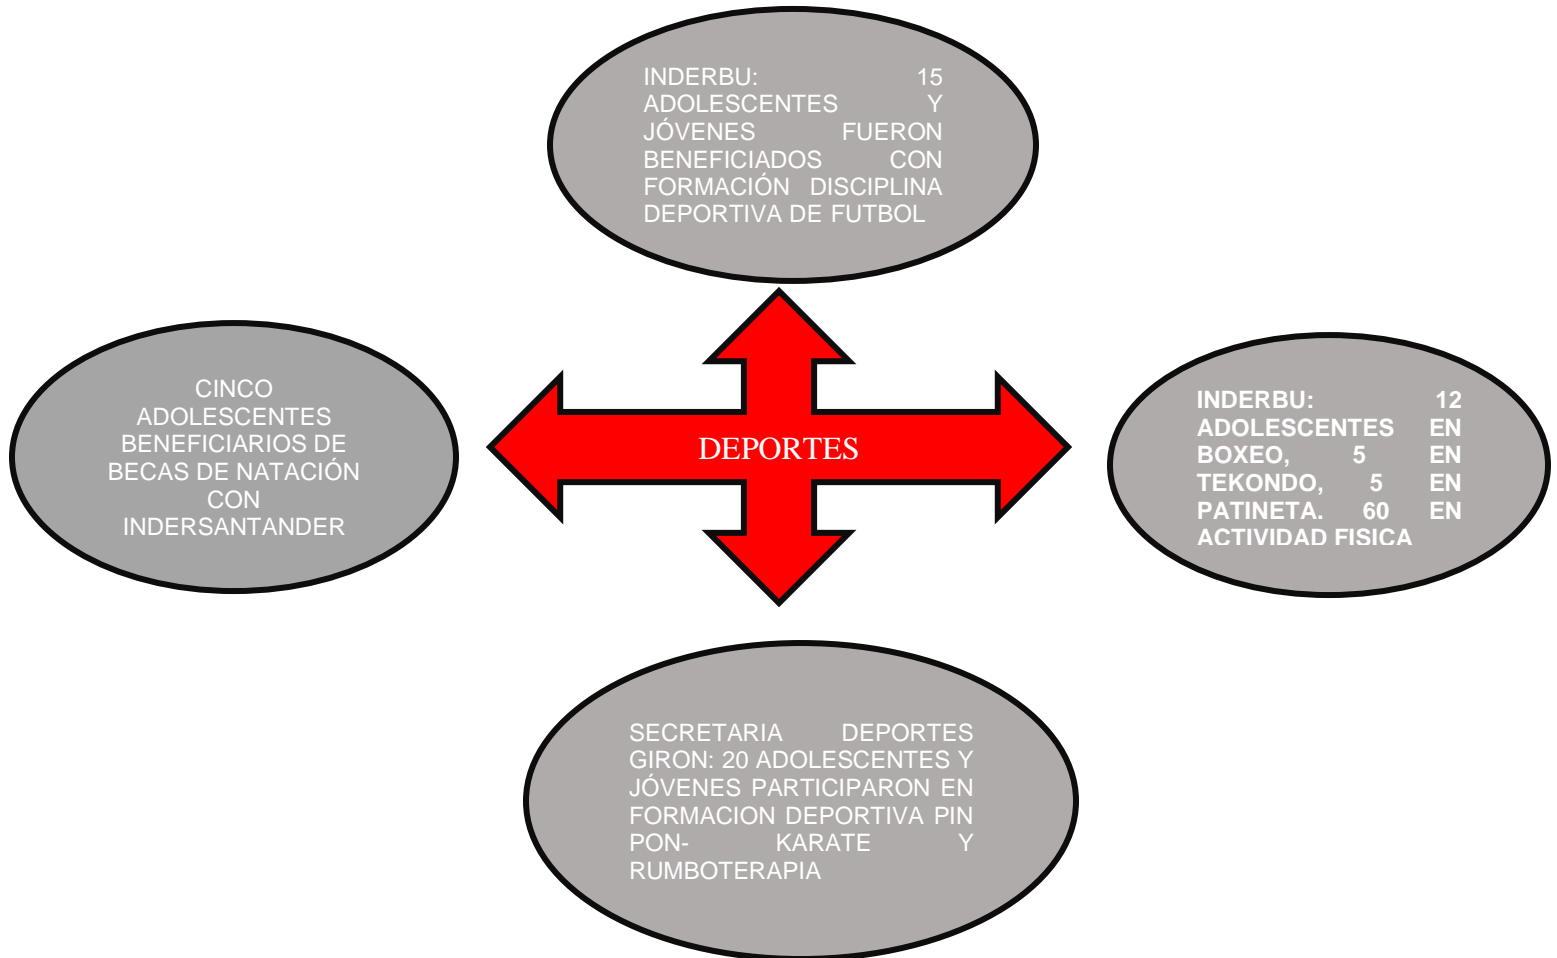 INDERBU: 15
ADOLESCENTES Y
JÓVENES FUERON
BENEFICIADOS CON
FORMACIÓN DISCIPLINA
DEPORTIVA DE FUTBOL
CINCO
ADOLESCENTES
BENEFICIARIOS DE
BECAS DE NATACIÓN
CON
INDERSANTANDER
DEPORTES
INDERBU: 12
ADOLESCENTES EN
BOXEO, 5 EN
TEKONDO, 5 EN
PATINETA. 60 EN
ACTIVIDAD FISICA
SECRETARIA DEPORTES
GIRON: 20 ADOLESCENTES Y
JÓVENES PARTICIPARON EN
FORMACION DEPORTIVA PIN
PON- KARATE Y
RUMBOTERAPIA